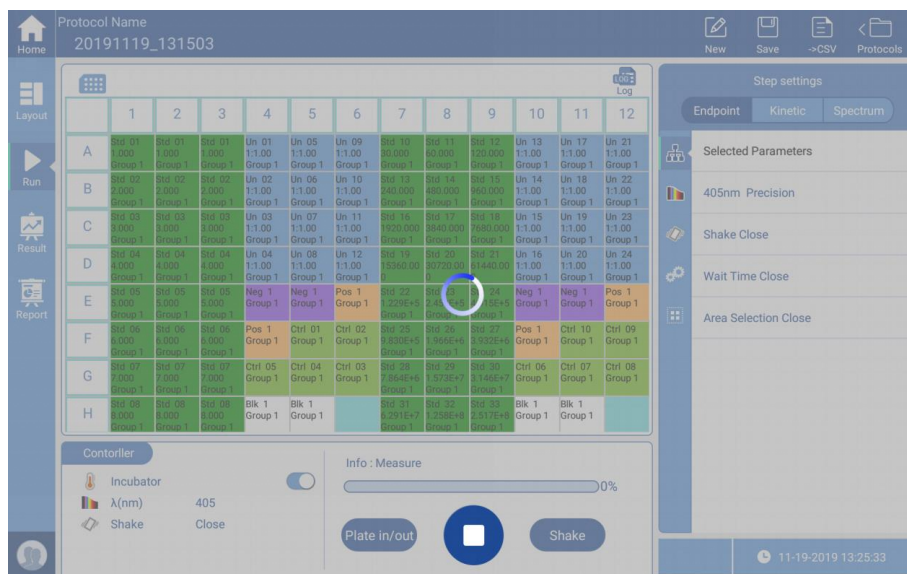 Protocol Name
20191119_131503
Home
New
Save
->CSV
Protocols
Layout
Run
Result
Report
Log
1 2 3 4 5 6 7 8 9 10 11 12
A
Std 01 1.000 Group 1
Std 01 1.000 Group 1
Std 01 1.000 Group 1
Un 01 1:1.00 Group 1
Un 05 1:1.00 Group 1
Un 09 1:1.00 Group 1
Std 10 30.000 Group 1
Std 11 60.000 Group 1
Std 12 120.000 Group 1
Un 13 1:1.00 Group 1
Un 17 1:1.00 Group 1
Un 21 1:1.00 Group 1
B
Std 02 2.000 Group 1
Std 02 2.000 Group 1
Std 02 2.000 Group 1
Un 02 1:1.00 Group 1
Un 06 1:1.00 Group 1
Un 10 1:1.00 Group 1
Std 13 240.000 Group 1
Std 14 480.000 Group 1
Std 15 960.000 Group 1
Un 14 1:1.00 Group 1
Un 18 1:1.00 Group 1
Un 22 1:1.00 Group 1
C
Std 03 3.000 Group 1
Std 03 3.000 Group 1
Std 03 3.000 Group 1
Un 03 1:1.00 Group 1
Un 07 1:1.00 Group 1
Un 11 1:1.00 Group 1
Std 16 1920.000 Group 1
Std 17 3840.000 Group 1
Std 18 7680.000 Group 1
Un 15 1:1.00 Group 1
Un 19 1:1.00 Group 1
Un 23 1:1.00 Group 1
D
Std 04 4.000 Group 1
Std 04 4.000 Group 1
Std 04 4.000 Group 1
Un 04 1:1.00 Group 1
Un 08 1:1.00 Group 1
Un 12 1:1.00 Group 1
Std 19 15360.00 0
Std 20 30720.00
Std 21 61440.00 0
Un 16 1:1.00 Group 1
Un 20 1:1.00 Group 1
Un 24 1:1.00 Group 1
E
Std 05 5.000 Group 1
Std 05 5.000 Group 1
Std 05 5.000 Group 1
Neg 1 Group 1
Neg 1 Group 1
Pos 1 Group 1
Std 22 1.229E+5 Group 1
Group 1
24 Group 1
Neg 1 Group 1
Neg 1 Group 1
Pos 1 Group 1
F
Std 06 6.000 Group 1
Std 06 6.000 Group 1
Std 06 6.000 Group 1
Pos 1 Group 1
Ctrl 01 Group 1
Ctrl 02 Group 1
Std 25 9.830E+5 Group 1
Std 26 1.966E+6 Group 1
Std 27 3.932E+6 Group 1
Pos 1 Group 1
Ctrl 10 Group 1
Ctrl 09 Group 1
G
Std 07 7.000 Group 1
Std 07 7.000 Group 1
Std 07 7.000 Group 1
Ctrl 05 Group 1
Ctrl 04 Group 1
Ctrl 03 Group 1
Std 28 7.864E+6 Group 1
Std 29 1.573E+7 Group 1
Std 30 3.146E+7 Group 1
Ctrl 06 Group 1
Ctrl 07 Group 1
Ctrl 08 Group 1
H
Std 08 8.000 Group 1
Std 08 8.000 Group 1
Std 08 8.000 Group 1
Blk 1 Group 1
Blk 1 Group 1
Std 31 6.291E+7 Group 1
Std 32 1.258E+8 Group 1
Std 33 2.517E+8 Group 1
Blk 1 Group 1
Blk 1 Group 1
Step settings
Endpoint Kinetic Spectrum
Selected Parameters
405nm Precision
Shake Close
Wait Time Close
Area Selection Close
Contorller
Incubator
λ(nm) 405
Shake Close
Info : Measure
0%
Plate in/out
Shake
11-19-2019 13:25:33